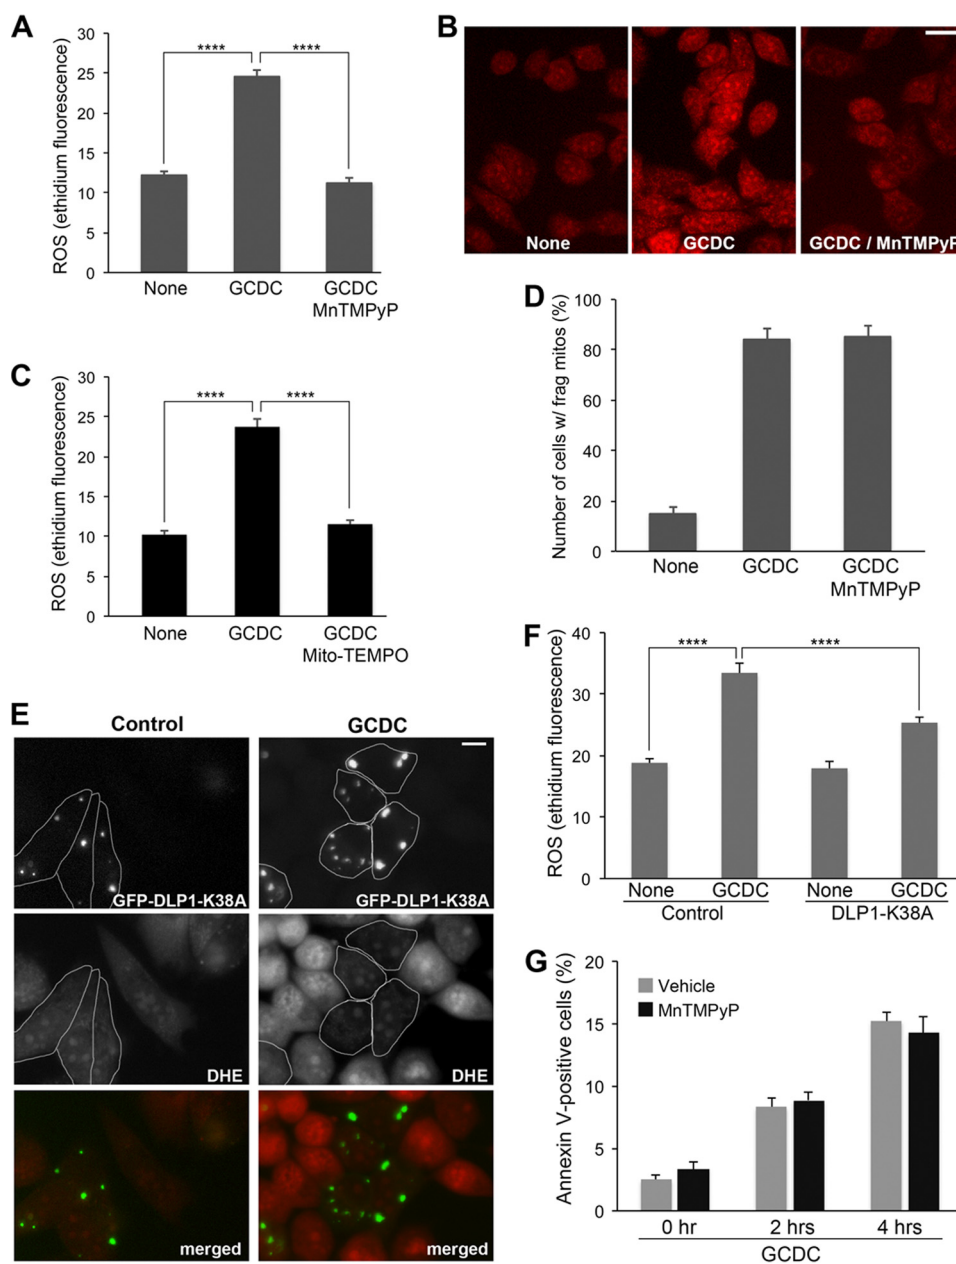 A
ROS (ethidium fluorescence)
30
25
20
15
10
5
0
****
****
None
GCDC
GCDC
MnTMPyP
B
None
GCDC
GCDC / MnTMPyP
C
ROS (ethidium fluorescence)
30
25
20
15
10
5
0
****
****
None
GCDC
GCDC
Mito-TEMPO
D
Number of cells w/ frag mitos (%)
100
80
60
40
20
0
None
GCDC
GCDC
MnTMPyP
E
Control
GCDC
GFP-DLP1-K38A
GFP-DLP1-K38A
DHE
DHE
merged
merged
F
ROS (ethidium fluorescence)
40
30
20
10
0
****
****
None
GCDC
None
GCDC
Control
DLP1-K38A
G
Annexin V-positive cells (%)
20
15
10
5
0
Vehicle
MnTMPyP
0 hr
2 hrs
4 hrs
GCDC